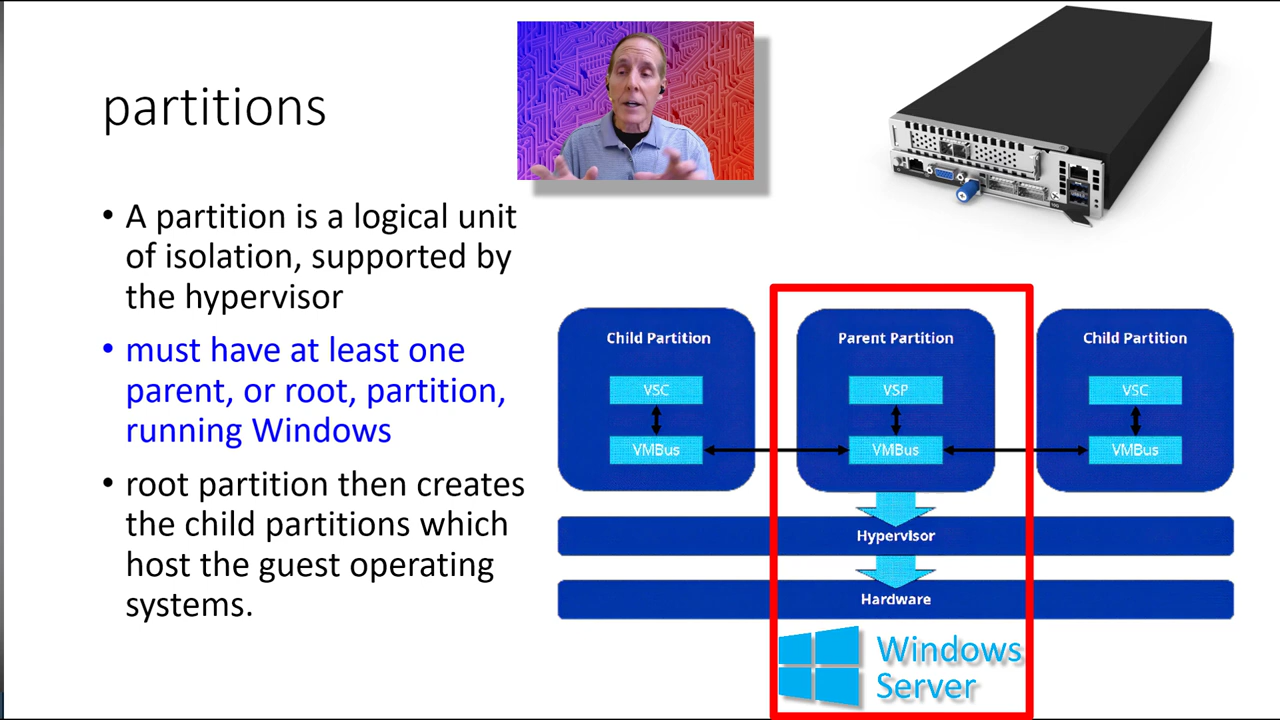 partitions
• A partition is a logical unit
of isolation, supported by
the hypervisor
• must have at least one
parent, or root, partition,
running Windows
• root partition then creates
the child partitions which
host the guest operating
systems.
Child Partition
VSC
VMBus
Parent Partition
VSP
VMBus
Child Partition
VSC
VMBus
Hypervisor
Hardware
Windows
Server